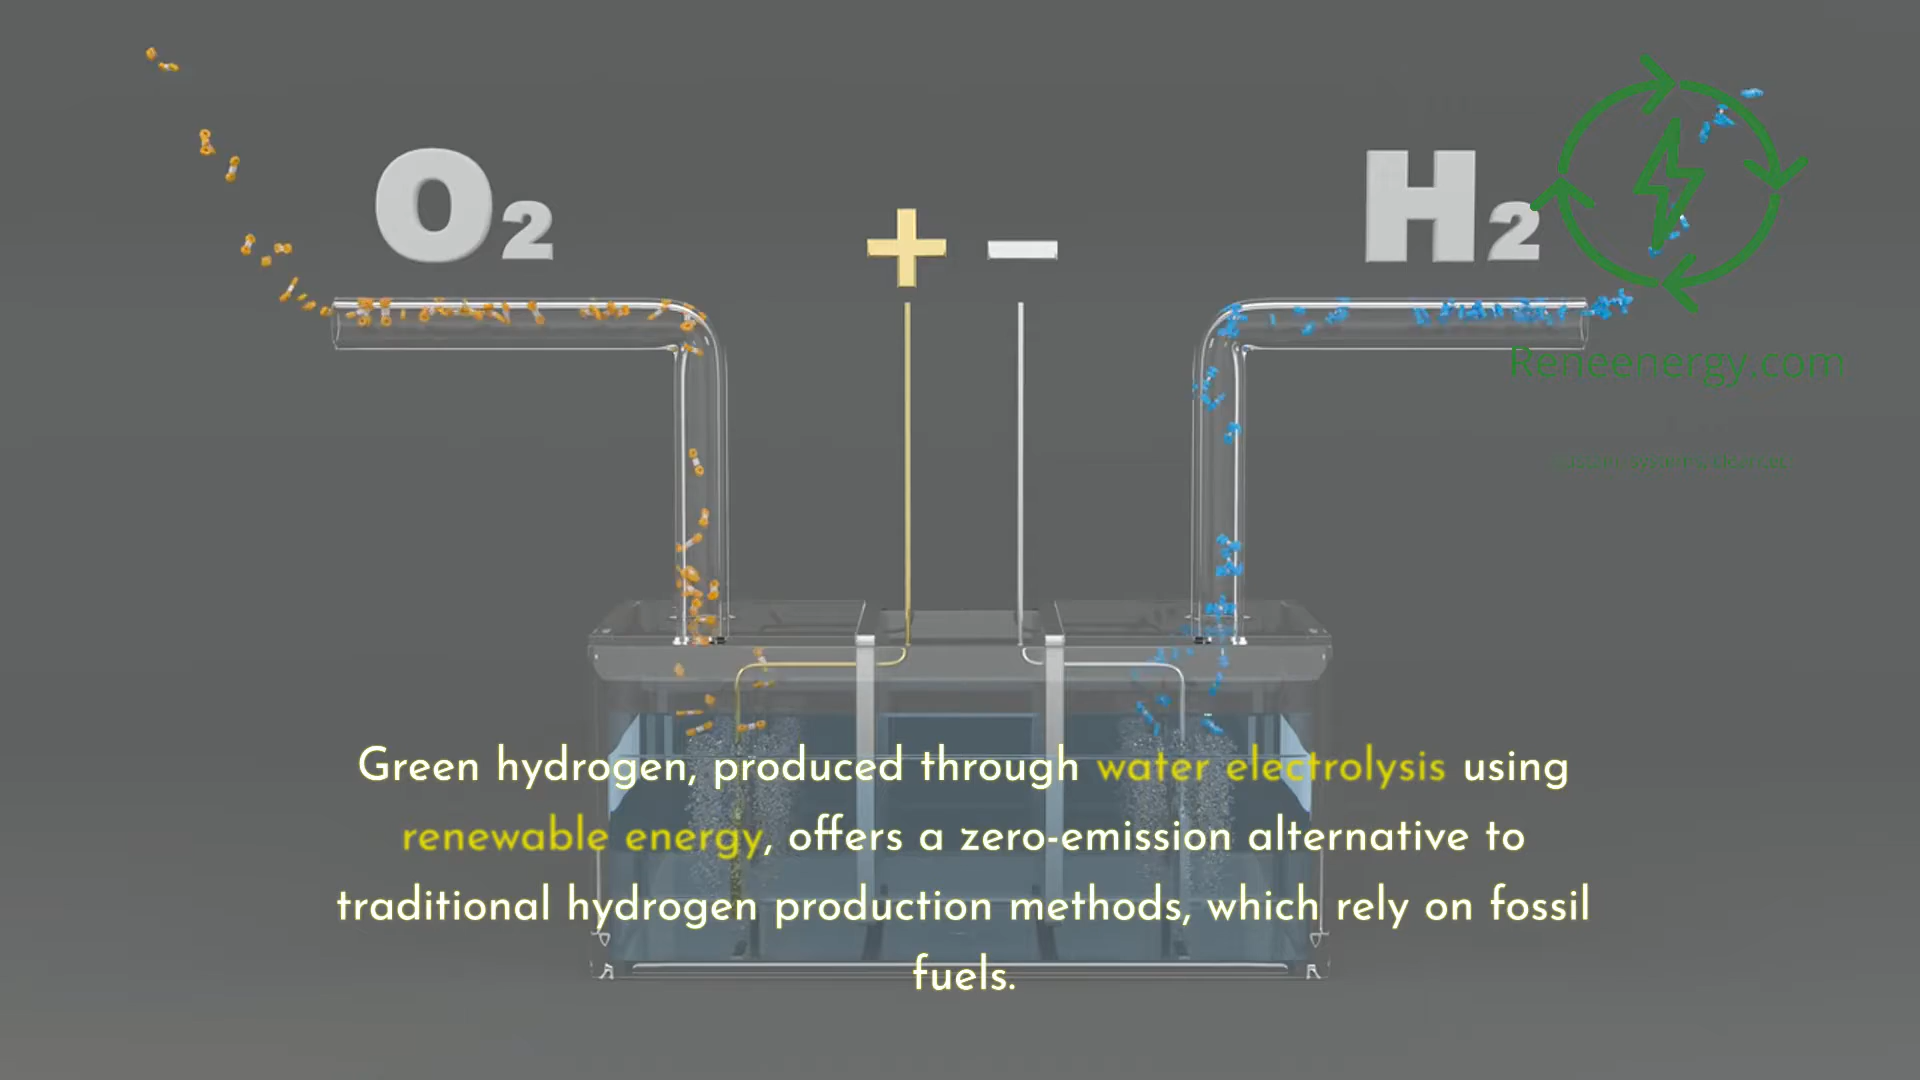 O2
H2
+ −
Reneenergy.com
Green hydrogen, produced through water electrolysis using
renewable energy, offers a zero-emission alternative to
traditional hydrogen production methods, which rely on fossil
fuels.